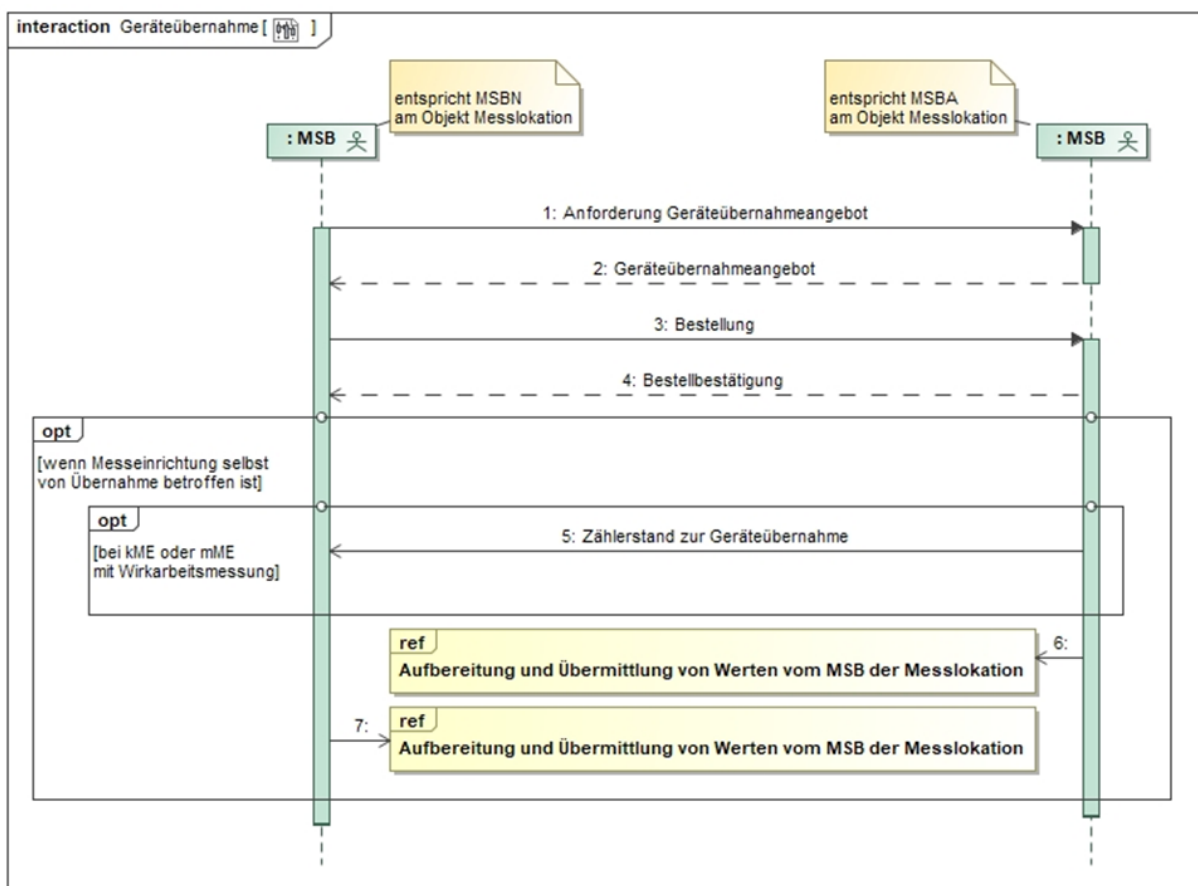 interaction Geräteübernahme [ ]
entspricht MSBN
am Objekt Messlokation
entspricht MSBA
am Objekt Messlokation
: MSB
: MSB
1: Anforderung Geräteübernahmeangebot
2: Geräteübernahmeangebot
3: Bestellung
4: Bestellbestätigung
opt
[wenn Messeinrichtung selbst
von Übernahme betroffen ist]
opt
[bei kME oder mME
mit Wirkarbeitsmessung]
5: Zählerstand zur Geräteübernahme
ref
6:
Aufbereitung und Übermittlung von Werten vom MSB der Messlokation
7:
ref
Aufbereitung und Übermittlung von Werten vom MSB der Messlokation